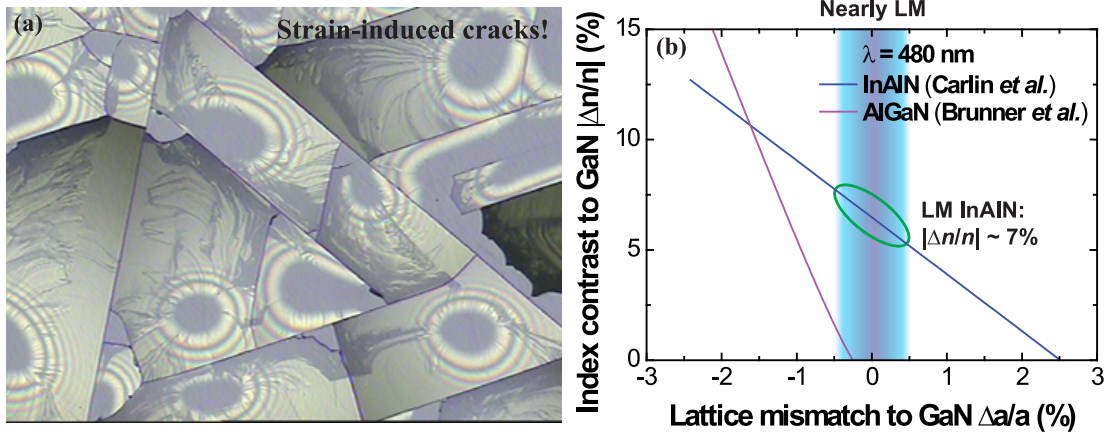 (a)
Strain-induced cracks!
Nearly LM
(b)
λ = 480 nm
InAlN (Carlin et al.)
AlGaN (Brunner et al.)
LM InAlN:
|Δn/n| ~ 7%
Index contrast to GaN |Δn/n| (%)
15
10
5
0
-3 -2 -1 0 1 2 3
Lattice mismatch to GaN Δa/a (%)